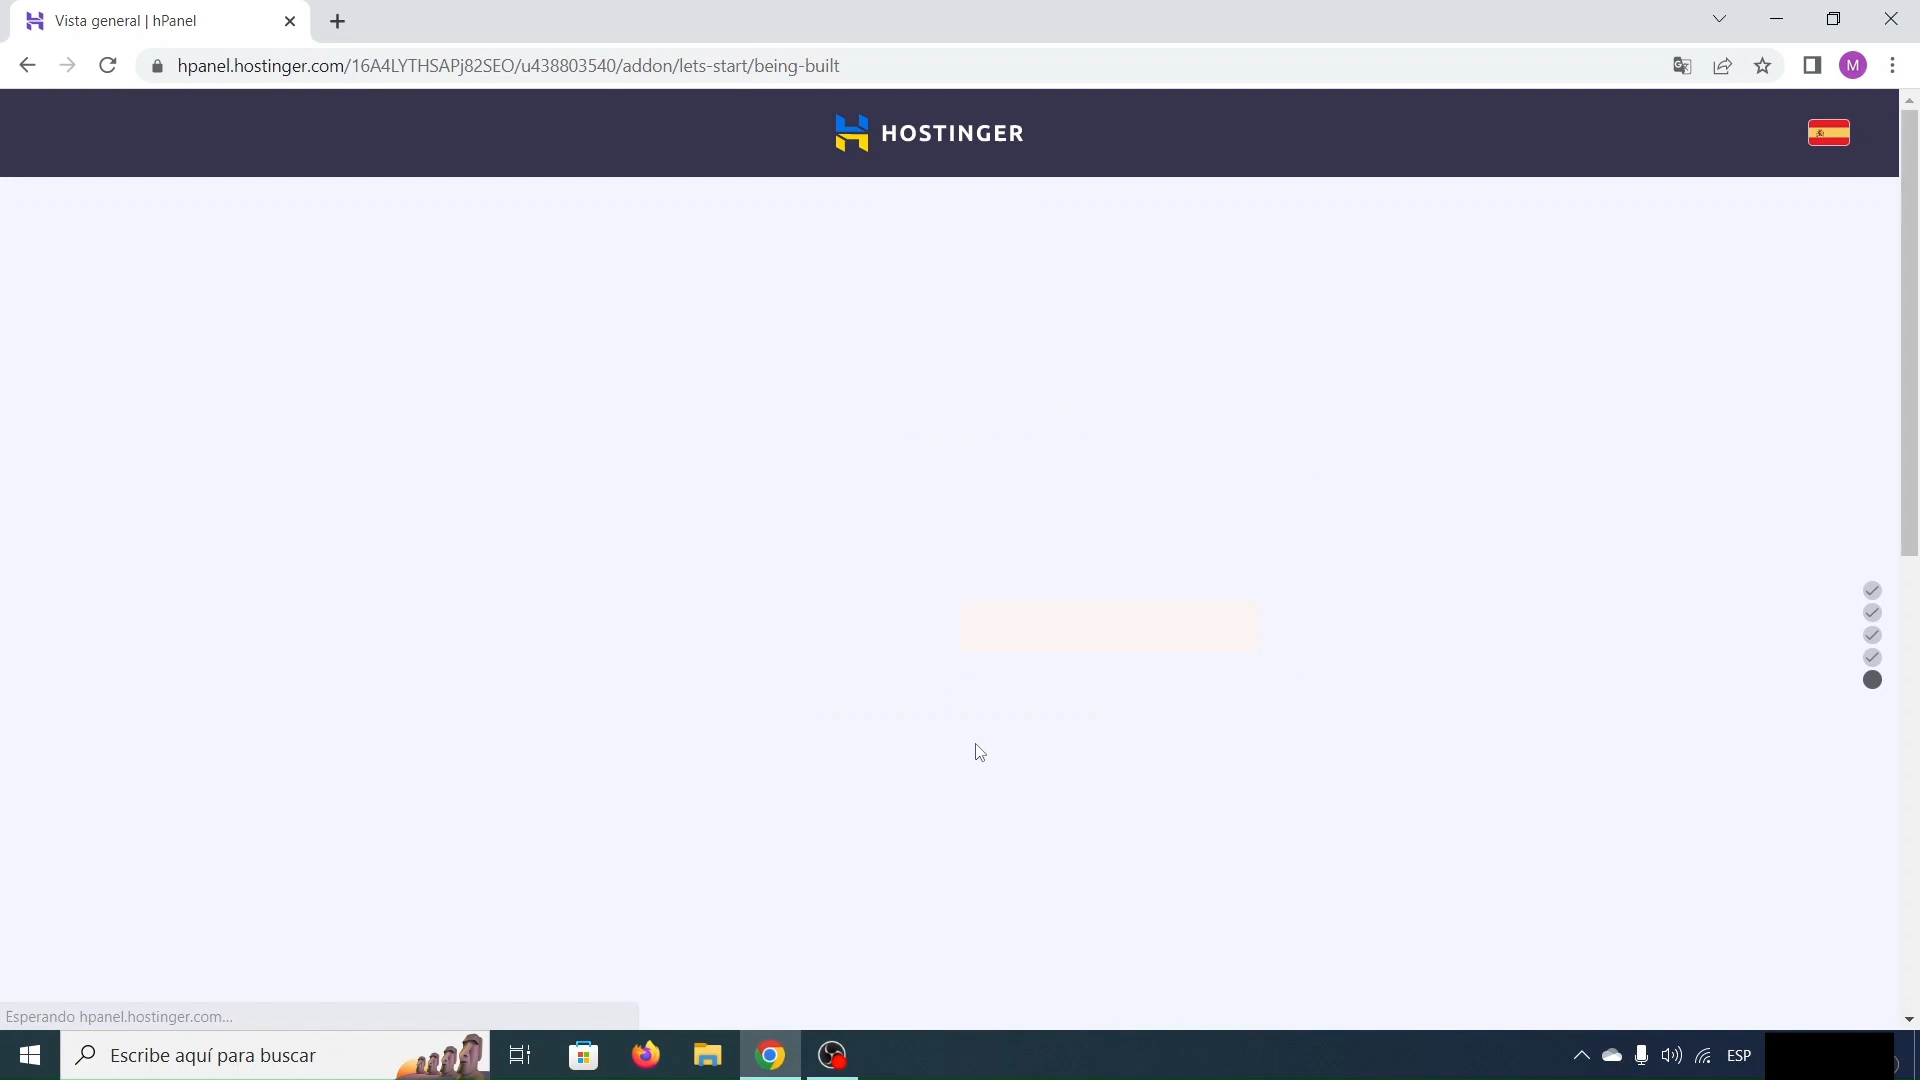 Vista general | hPanel
hpanel.hostinger.com/16A4LYTHSAPj82SEO/u438803540/addon/lets-start/being-built
M
HOSTINGER
Esperando hpanel.hostinger.com...
Escribe aquí para buscar
ESP